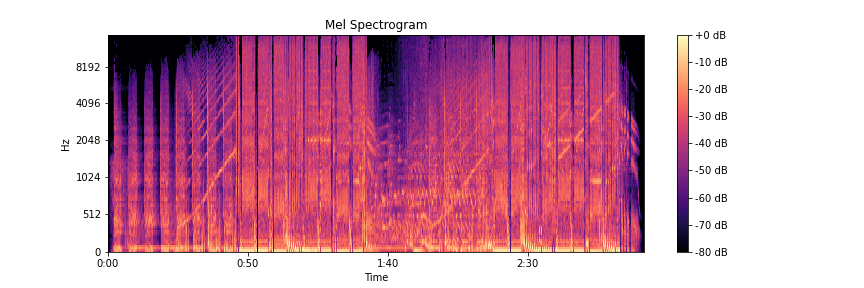 Mel Spectrogram
Hz
8192
4096
2048
1024
512
0
0:00
0:50
1:40
2:30
Time
+0 dB
-10 dB
-20 dB
-30 dB
-40 dB
-50 dB
-60 dB
-70 dB
-80 dB